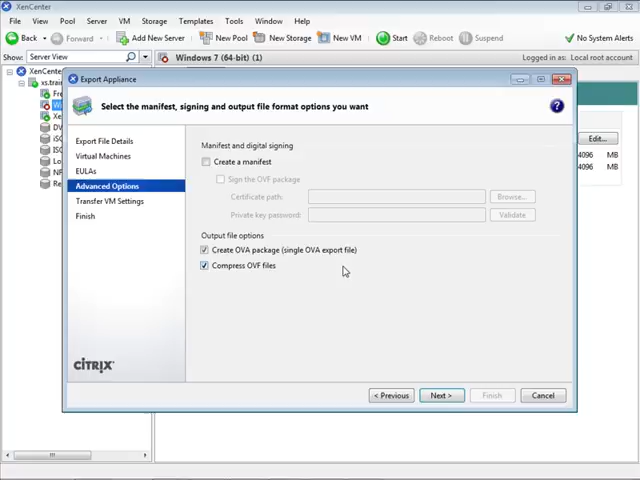 XenCenter
File View Pool Server VM Storage Templates Tools Window Help
Back Forward Add New Server New Pool New Storage New VM Start Reboot Suspend No System Alerts
Show: Server View Windows 7 (64-bit) (1) Logged in as: Local root account
XenCenter
xs.train
Export Appliance
Select the manifest, signing and output file format options you want
Export File Details
Virtual Machines
EULAs
Advanced Options
Transfer VM Settings
Finish
Manifest and digital signing
Create a manifest
Sign the OVF package
Certificate path: Browse...
Private key password: Validate
Output file options
Create OVA package (single OVA export file)
Compress OVF files
CITRIX
< Previous Next > Finish Cancel
Edit...
4096 MB
4096 MB